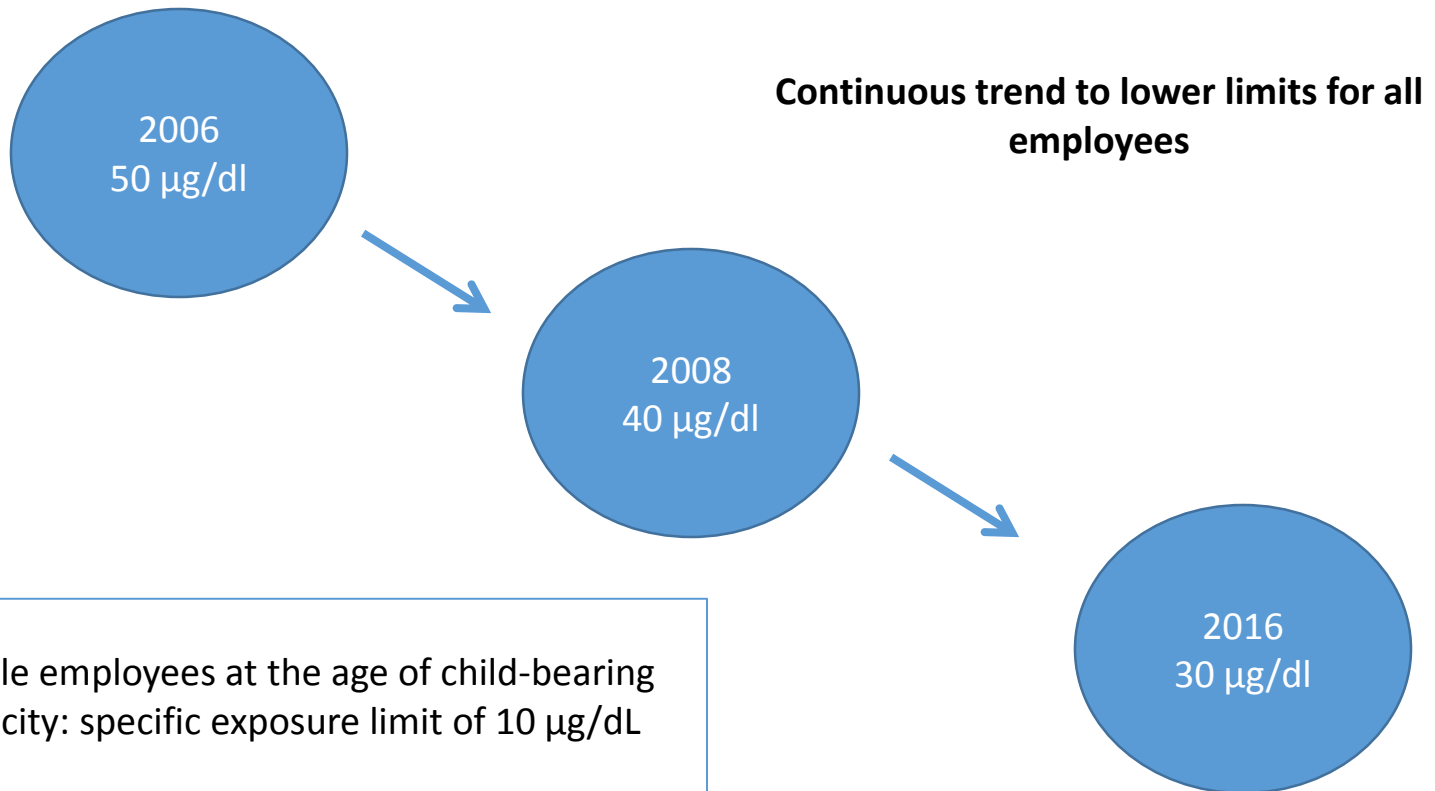 2006
50 µg/dl
Continuous trend to lower limits for all
employees
2008
40 µg/dl
2016
30 µg/dl
le employees at the age of child-bearing
city: specific exposure limit of 10 µg/dL